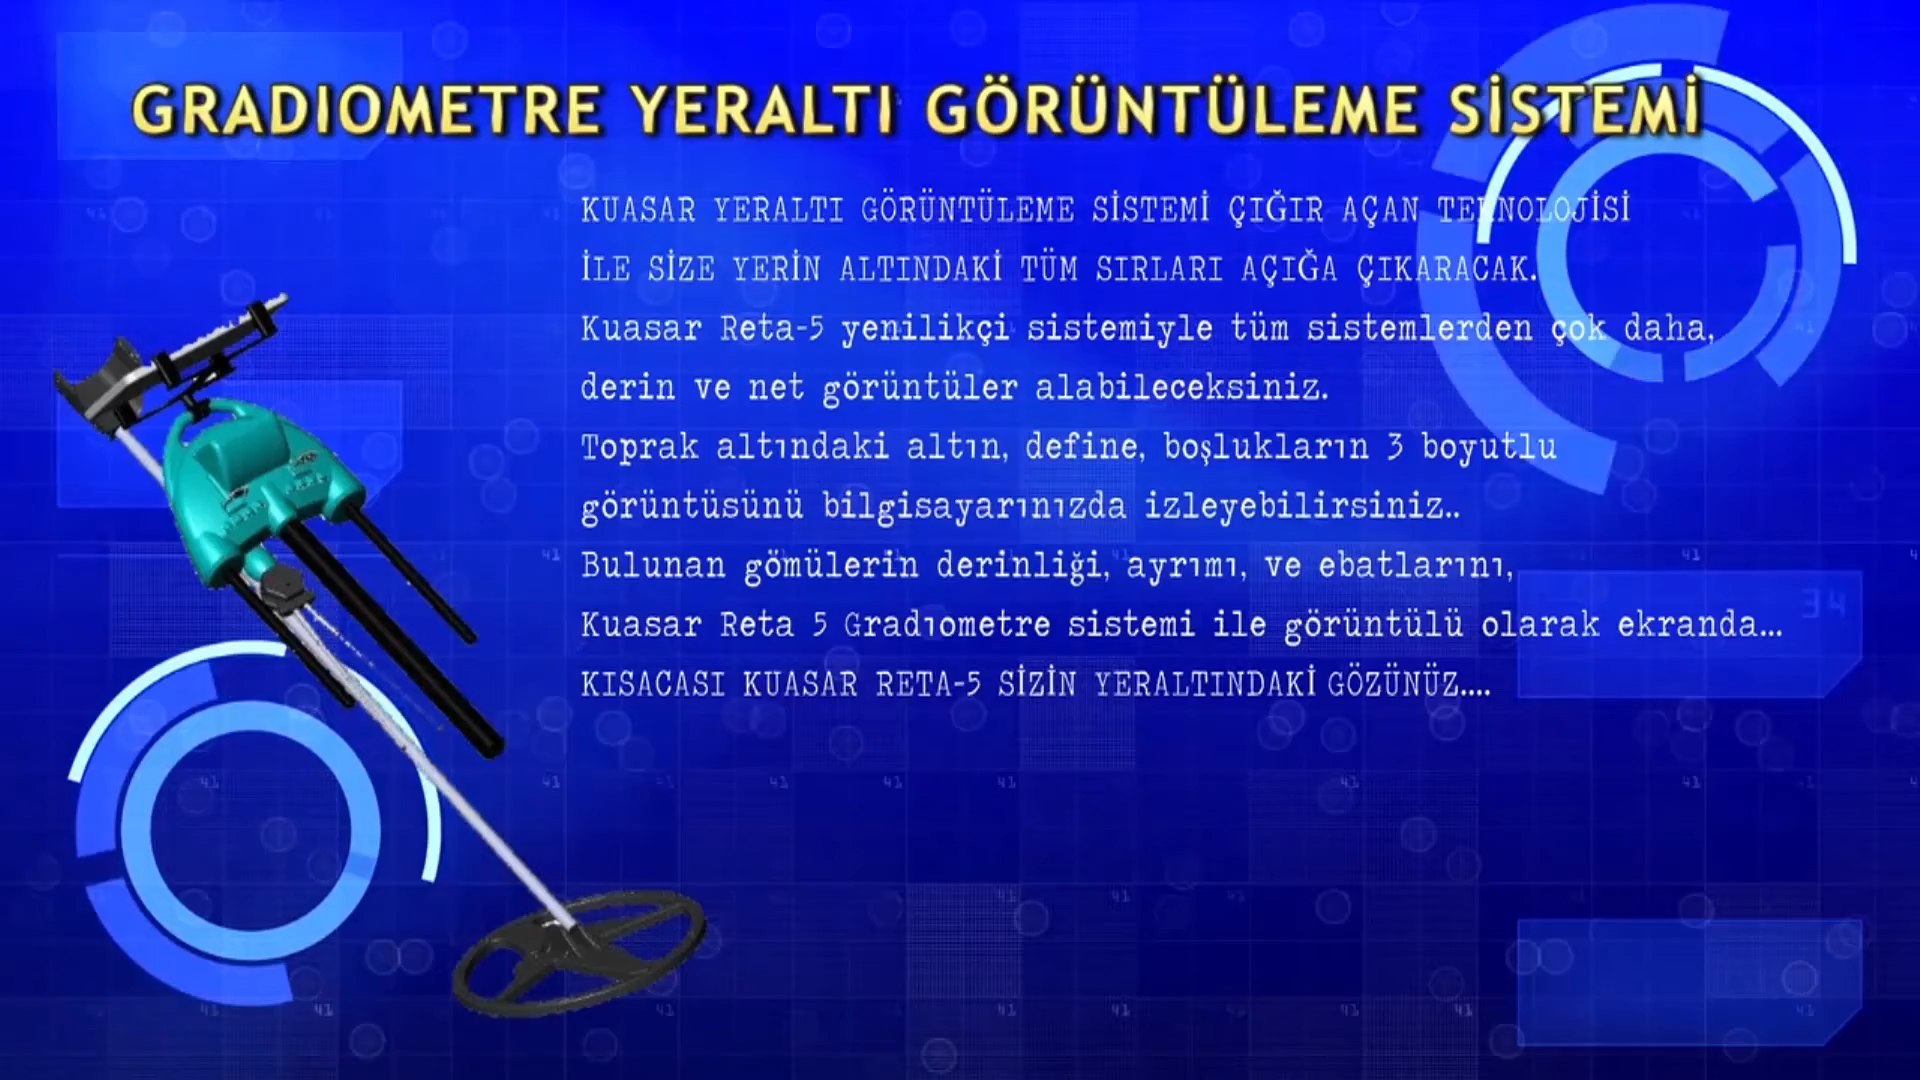 GRADIOMETRE YERALTI GÖRÜNTÜLEME SİSTEMİ
KUASAR YERALTI GÖRÜNTÜLEME SİSTEMİ ÇIĞIR AÇAN TEKNOLOJİSİ
İLE SİZE YERİN ALTINDAKİ TÜM SIRLARI AÇIĞA ÇIKARACAK.
Kuasar Reta-5 yenilikçi sistemiyle tüm sistemlerden çok daha,
derin ve net görüntüler alabileceksiniz.
Toprak altındaki altın, define, boşlukların 3 boyutlu
görüntüsünü bilgisayarınızda izleyebilirsiniz..
Bulunan gömülerin derinliği, ayrımı, ve ebatlarını,
Kuasar Reta 5 Gradıometre sistemi ile görüntülü olarak ekranda...
KISACASI KUASAR RETA-5 SİZİN YERALTINDAKİ GÖZÜNÜZ....
34